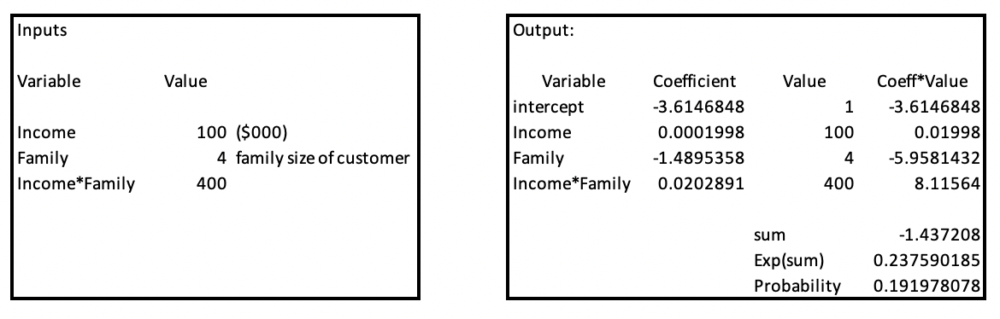 Inputs
Variable Value
Income 100 ($000)
Family 4 family size of customer
Income*Family 400
Output:
Variable Coefficient Value Coeff*Value
intercept -3.6146848 1 -3.6146848
Income 0.0001998 100 0.01998
Family -1.4895358 4 -5.9581432
Income*Family 0.0202891 400 8.11564
sum -1.437208
Exp(sum) 0.237590185
Probability 0.191978078